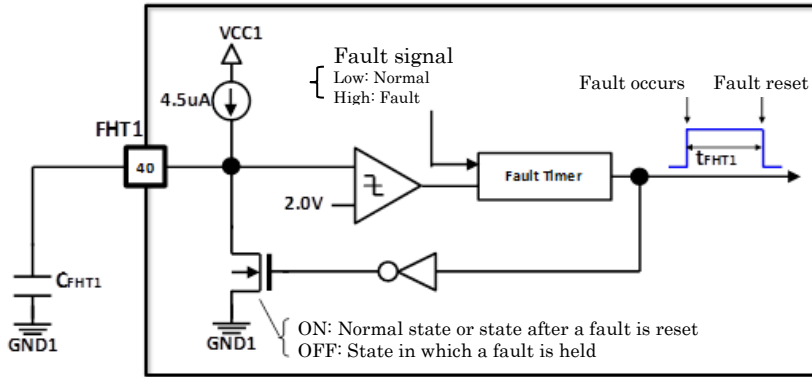 VCC1
4.5uA
Fault signal
Low: Normal
High: Fault
Fault occurs
Fault reset
tFHT1
FHT1
40
2.0V
Fault Timer
CFHT1
GND1
GND1
ON: Normal state or state after a fault is reset
OFF: State in which a fault is held